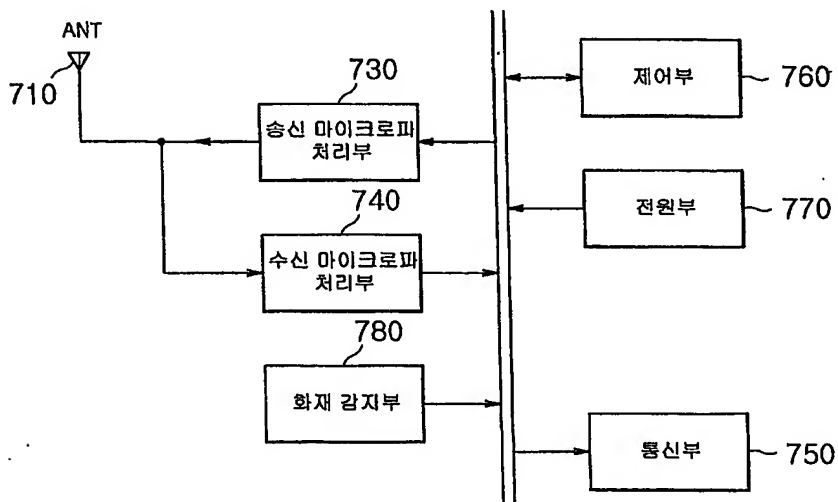 ANT
710
730
송신 마이크로파
처리부
740
수신 마이크로파
처리부
780
화재 감지부
제어부
760
전원부
770
통신부
750